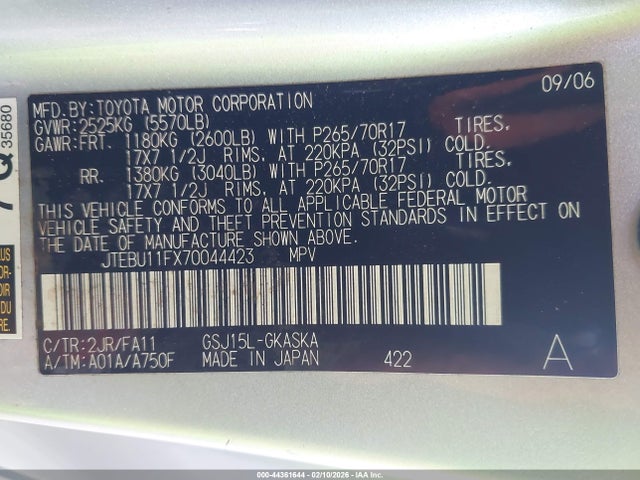 09/06
MFD.BY:TOYOTA MOTOR CORPORATION
GVWR:2525KG (5570LB)
GAWR:FRT. 1180KG (2600LB) WITH P265/70R17 TIRES,
17X7 1/2J RIMS, AT 220KPA (32PSI) COLD.
RR. 1380KG (3040LB) WITH P265/70R17 TIRES,
17X7 1/2J RIMS, AT 220KPA (32PSI) COLD.
THIS VEHICLE CONFORMS TO ALL APPLICABLE FEDERAL MOTOR
VEHICLE SAFETY AND THEFT PREVENTION STANDARDS IN EFFECT ON
THE DATE OF MANUFACTURE SHOWN ABOVE.
JTEBU11FX70044423 MPV
C/TR:2JR/FA11 GSJ15L-GKASKA
A/TM:A01A/A750F MADE IN JAPAN 422 A
35680
000-44361644 - 02/10/2026 - IAAI, Inc.